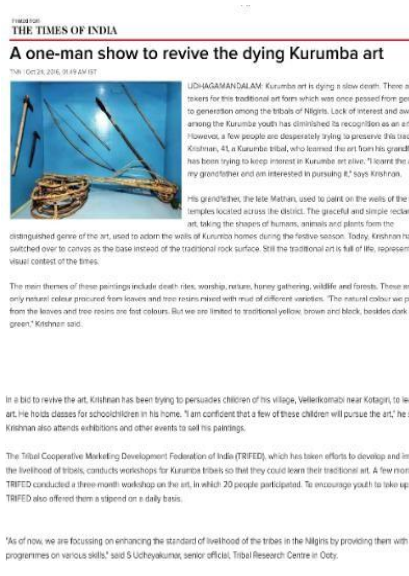 Printed from
THE TIMES OF INDIA
A one-man show to revive the dying Kurumba art
TNN | Oct 29, 2016,
UDHAGAMANDALAM: Kurumba art is dying a slow death. There a
takers for this traditional art form which was once passed from ge
to generation among the tribals of Nilgiris. Lack of interest and aw
among the Kurumba youth has diminished its recognition as an ar
However, a few people are desperately trying to preserve this trad
Krishnan, 41, a Kurumba tribal, who learned the art from his grandf
has been trying to keep interest in Kurumba art alive. "I learnt the a
my grandfather and am interested in pursuing it," says Krishnan.
His grandfather, the late Mathan, used to paint on the walls of the
temples located across the district. The graceful and simple rectan
art, taking the shapes of humans, animals and plants form the
distinguished genre of the art, used to adorn the walls of Kurumba homes during the festive season. Today, Krishnan ha
switched over to canvas as the base instead of the traditional rock surface. Still the traditional art is full of life, represent
visual contest of the times.
The main themes of these paintings include death rites, worship, nature, honey gathering, wildlife and forests. These ar
only natural colour procured from leaves and tree resins mixed with mud of different varieties. "The natural colour we p
from the leaves and tree resins are fast colours. But we are limited to traditional yellow, brown and black, besides dark
green," Krishnan said.
In a bid to revive the art, Krishnan has been trying to persuades children of his village, Vellerikombai near Kotagiri, to le
art. He holds classes for schoolchildren in his home. "I am confident that a few of these children will pursue the art," he
Krishnan also attends exhibitions and other events to sell his paintings.
The Tribal Cooperative Marketing Development Federation of India (TRIFED), which has taken efforts to develop and im
the livelihood of tribals, conducts workshops for Kurumba tribals so that they could learn their traditional art. A few mon
TRIFED conducted a three-month workshop on the art, in which 20 people participated. To encourage youth to take up
TRIFED also offered them a stipend on a daily basis.
"As of now, we are focussing on enhancing the standard of livelihood of the tribes in the Nilgiris by providing them with
programmes on various skills," said S Udhayakumar, senior official, Tribal Research Centre in Ooty.